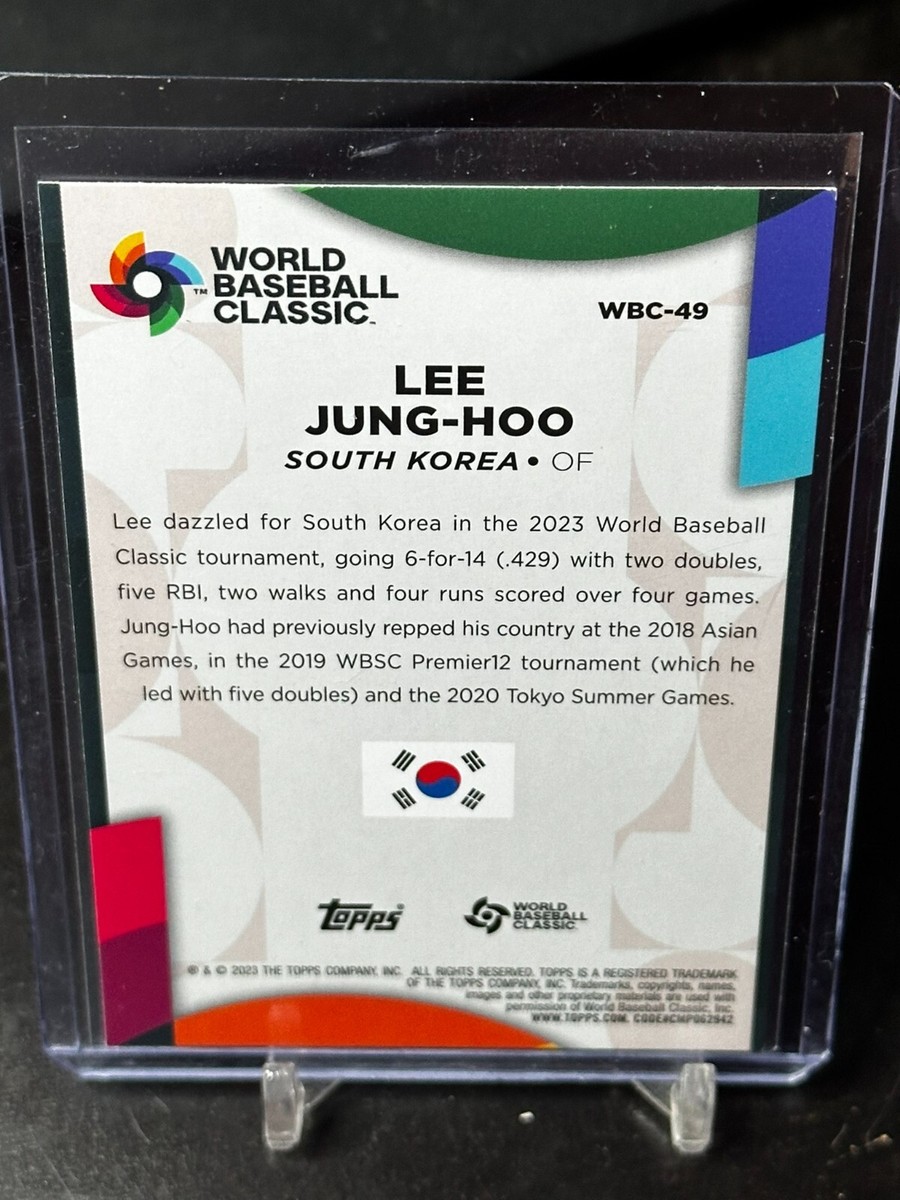 WORLD
BASEBALL
CLASSIC™
™
WBC-49
LEE
JUNG-HOO
SOUTH KOREA • OF
Lee dazzled for South Korea in the 2023 World Baseball
Classic tournament, going 6-for-14 (.429) with two doubles,
five RBI, two walks and four runs scored over four games.
Jung-Hoo had previously repped his country at the 2018 Asian
Games, in the 2019 WBSC Premier12 tournament (which he
led with five doubles) and the 2020 Tokyo Summer Games.
topps®
WORLD
BASEBALL
CLASSIC
® & © 2023 THE TOPPS COMPANY, INC. ALL RIGHTS RESERVED. TOPPS IS A REGISTERED TRADEMARK
OF THE TOPPS COMPANY, INC. Trademarks, copyrights, names,
images and other proprietary materials are used with
permission of World Baseball Classic, Inc.
WWW.TOPPS.COM. CODE#CMP062942